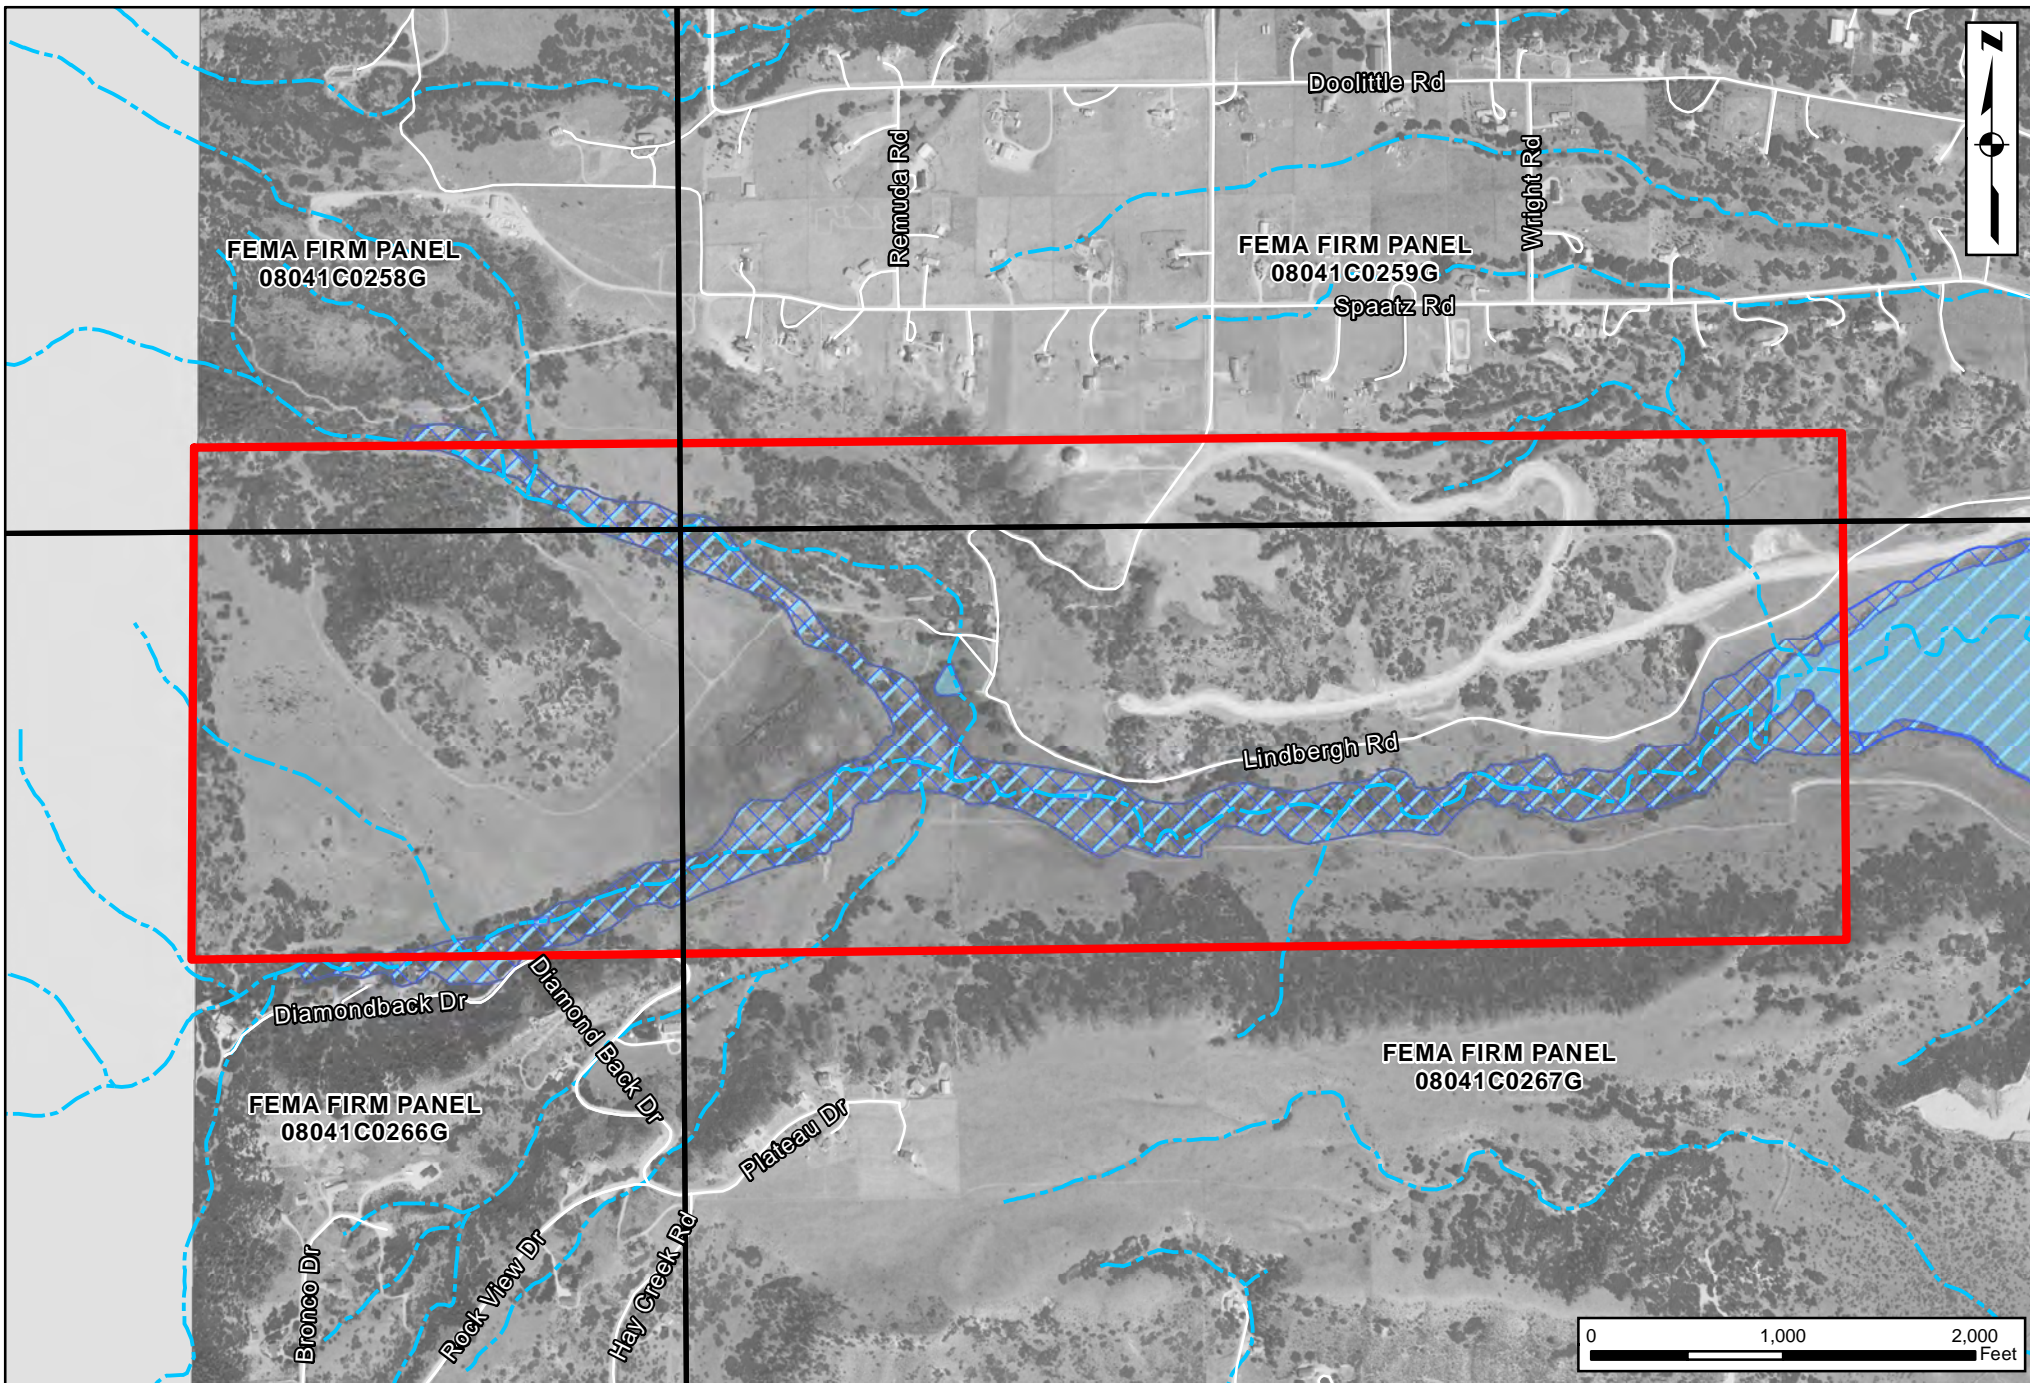 Z
Doolittle Rd
Remuda Rd
Wright Rd
FEMA FIRM PANEL
08041C0258G
FEMA FIRM PANEL
08041C0259G
Spaatz Rd
Lindbergh Rd
Diamondback Dr
Diamond Back Dr
FEMA FIRM PANEL
08041C0267G
FEMA FIRM PANEL
08041C0266G
Plateau Dr
Bronco Dr
Rock View Dr
Hay Creek Rd
0 1,000 2,000
Feet